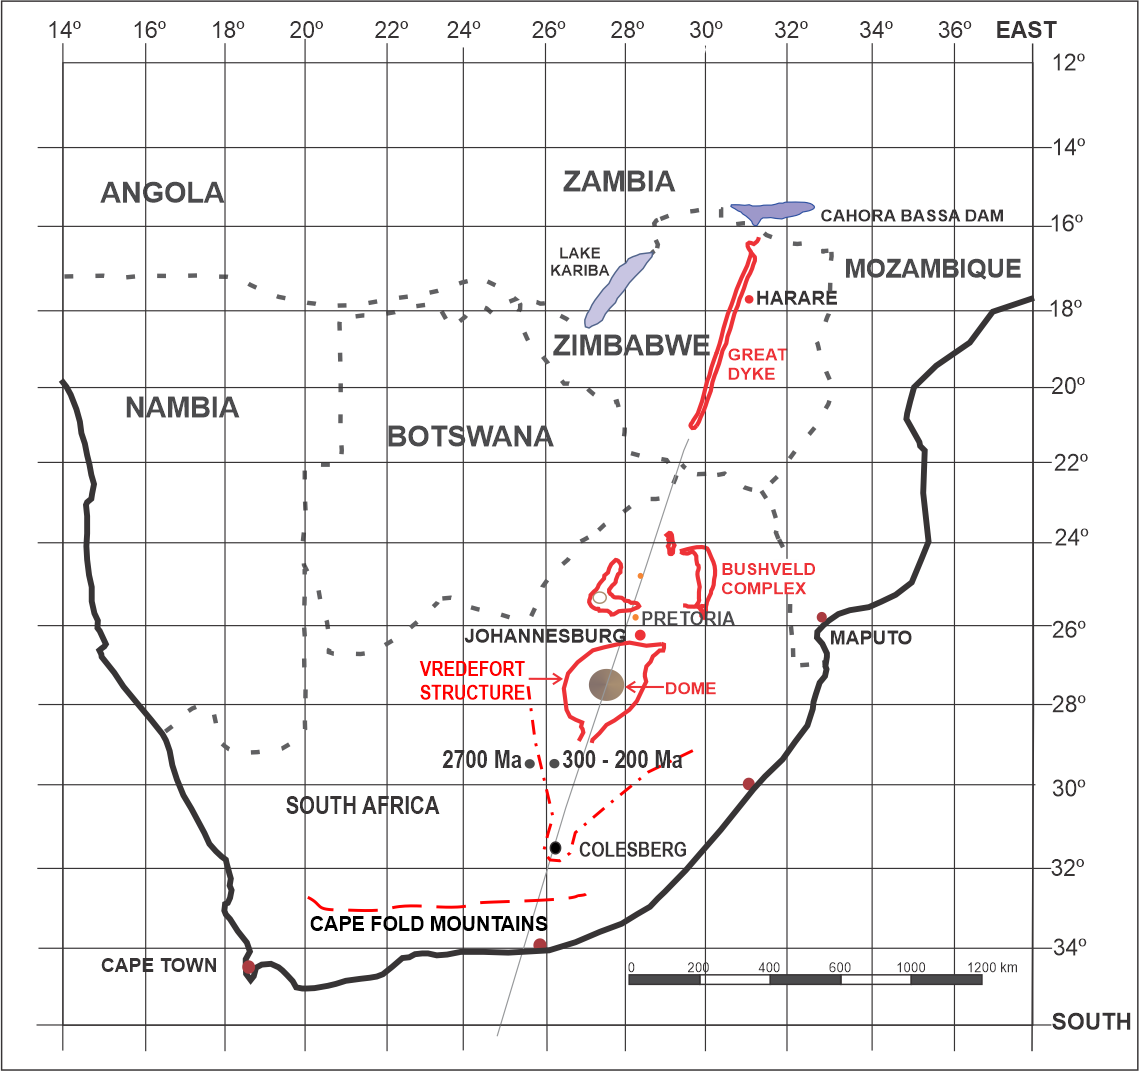 14º 16º 18º 20º 22º 24º 26º 28º 30º 32º 34º 36º EAST
12º
14º
ZAMBIA
ANGOLA
CAHORA BASSA DAM
16º
LAKE
KARIBA
MOZAMBIQUE
HARARE
18º
ZIMBABWE
GREAT
DYKE
20º
NAMBIA
BOTSWANA
22º
24º
BUSHVELD
COMPLEX
PRETORIA
26º
JOHANNESBURG
MAPUTO
VREDEFORT
STRUCTURE
DOME
28º
2700 Ma
300 - 200 Ma
30º
SOUTH AFRICA
COLESBERG
32º
CAPE FOLD MOUNTAINS
34º
CAPE TOWN
0 200 400 600 1000 1200 km
SOUTH